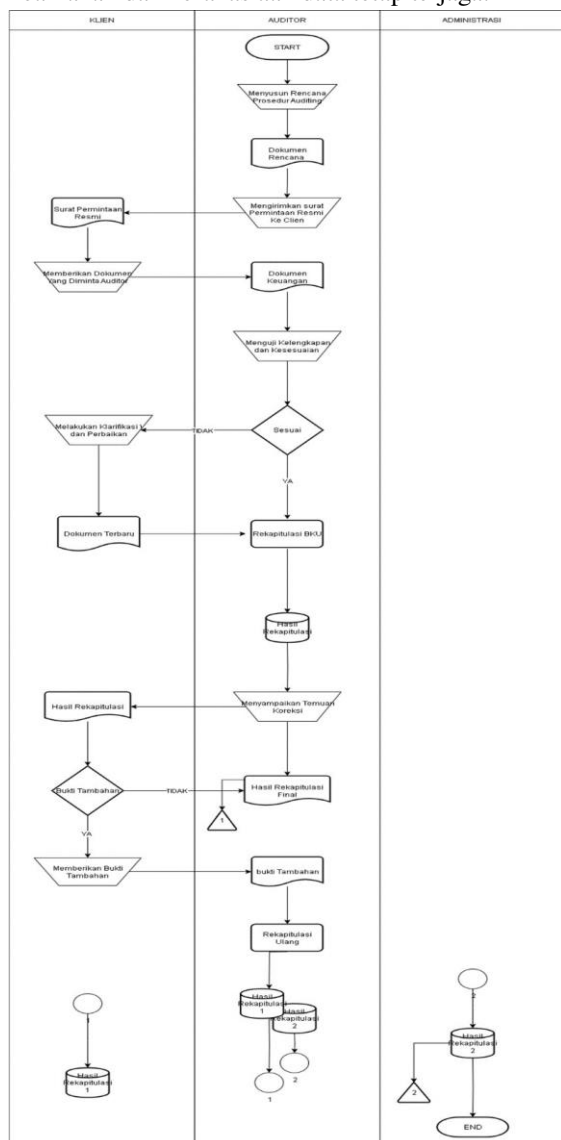 KLIEN
AUDITOR
ADMINISTRASI
START
Menyusun Rencana
Prosedur Auditing
Dokumen
Rencana
Surat Permintaan
Resmi
Mengirimkan surat
Permintaan Resmi
Ke Clien
Memberikan Dokumen
Yang Diminta Auditor
Dokumen
Keuangan
Menguji Kelengkapan
dan Kesesuaian
Melakukan Klarifikasi
dan Perbaikan
TIDAK
Sesuai
YA
Dokumen Terbaru
Rekapitulasi BKU
Hasil
Rekapitulasi
Hasil Rekapitulasi
Menyampaikan Temuan
Koreksi
Bukti Tambahan
TIDAK
Hasil Rekapitulasi
Final
1
YA
Memberikan Bukti
Tambahan
bukti Tambahan
Rekapitulasi
Ulang
1
Hasil
Rekapitulasi
1
Hasil
Rekapitulasi
2
2
1
Hasil
Rekapitulasi
1
2
Hasil
Rekapitulasi
2
2
END